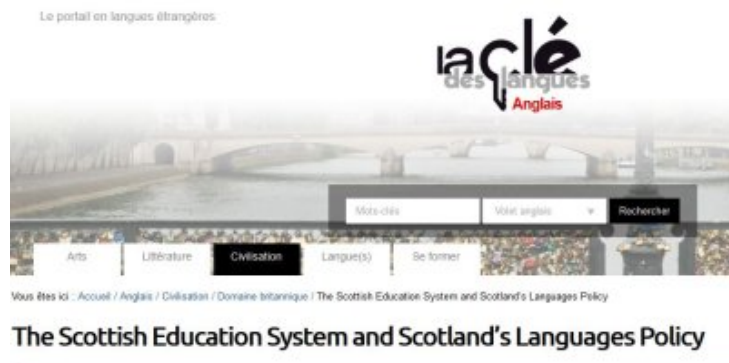 Le portail en langues étrangères
la clé
des langues
Anglais
Mots-clés
Volet anglais
Rechercher
Arts
Littérature
Civilisation
Langue(s)
Se former
Vous êtes ici : Accueil / Anglais / Civilisation / Domaine britannique / The Scottish Education System and Scotland's Languages Policy
The Scottish Education System and Scotland's Languages Policy